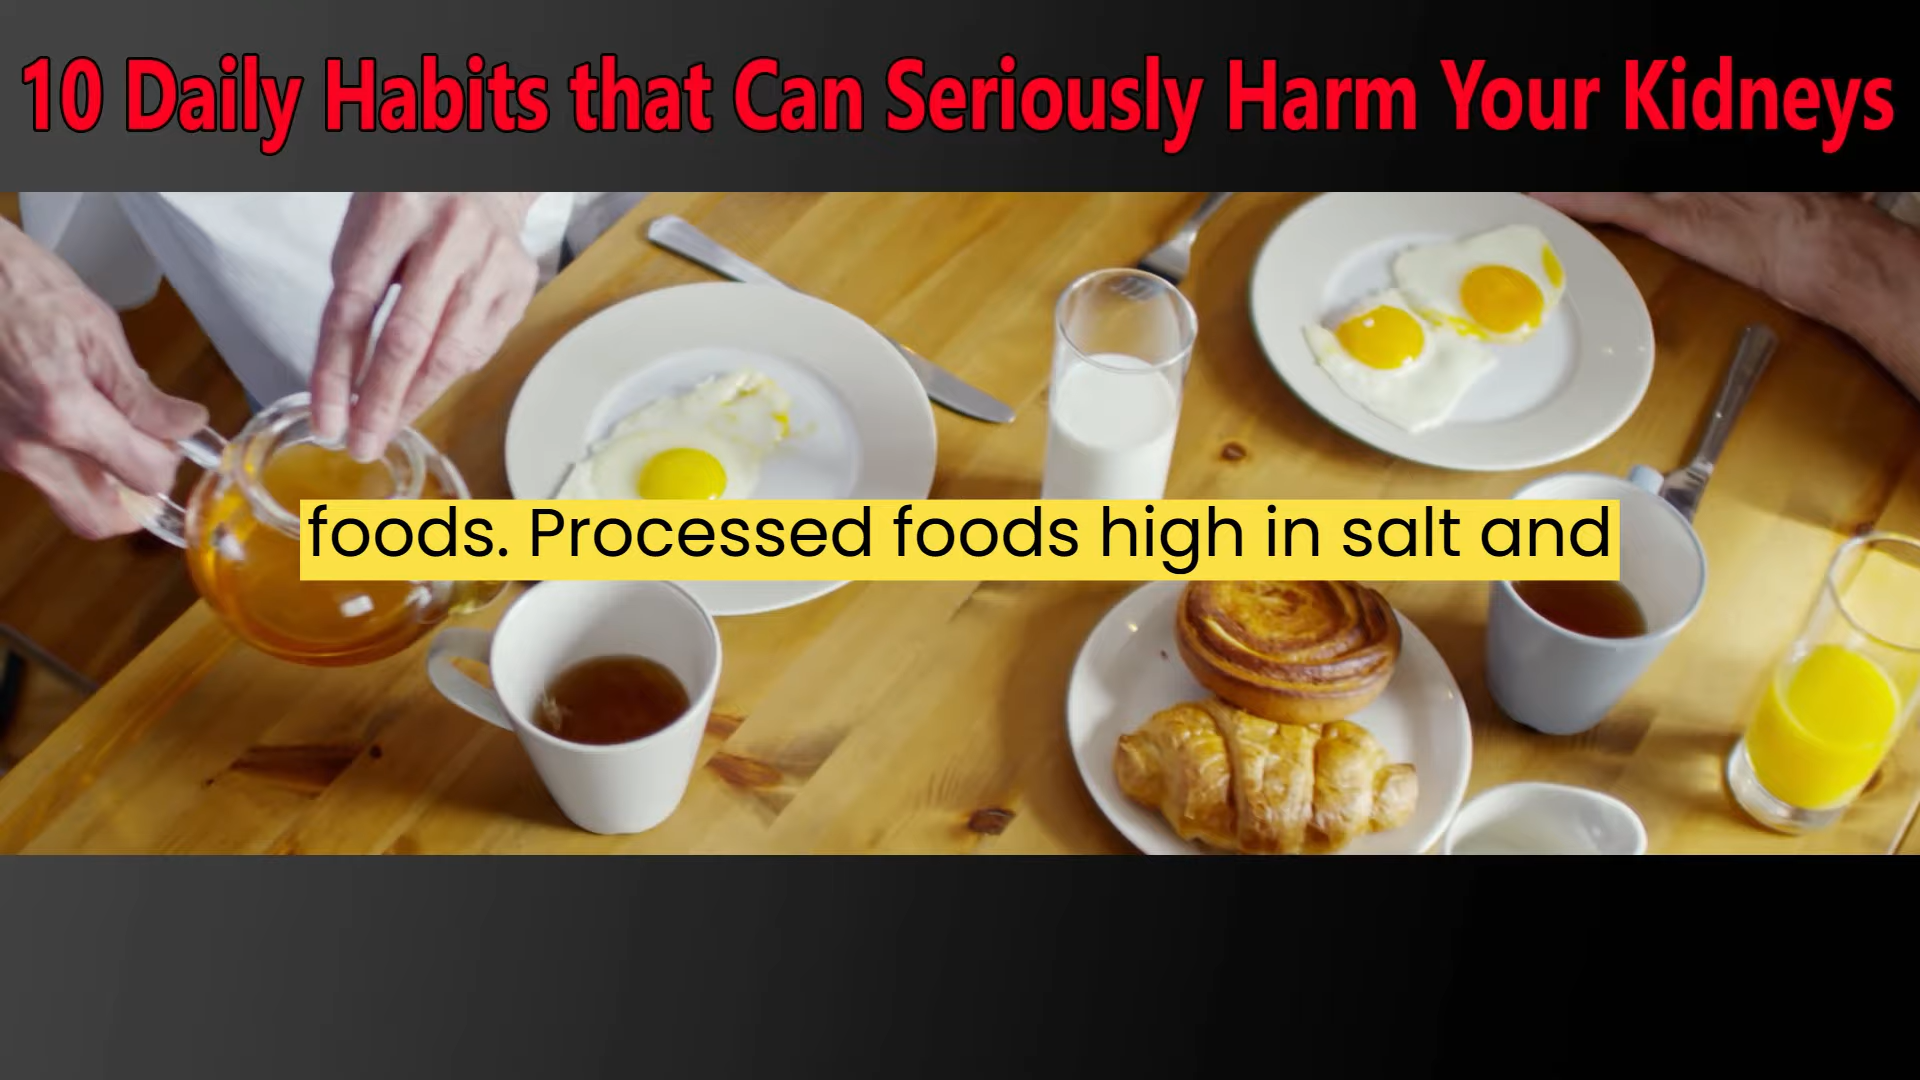 10 Daily Habits that Can Seriously Harm Your Kidneys
foods. Processed foods high in salt and